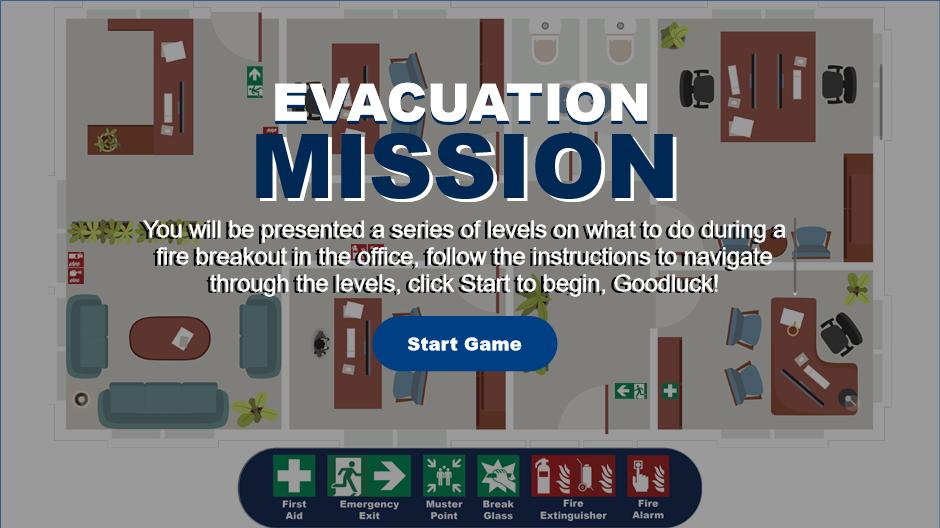 EVACUATION
MISSION
You will be presented a series of levels on what to do during a
fire breakout in the office, follow the instructions to navigate
through the levels, click Start to begin, Goodluck!
Start Game
First
Aid
Emergency
Exit
Muster
Point
Break
Glass
Fire
Extinguisher
Fire
Alarm